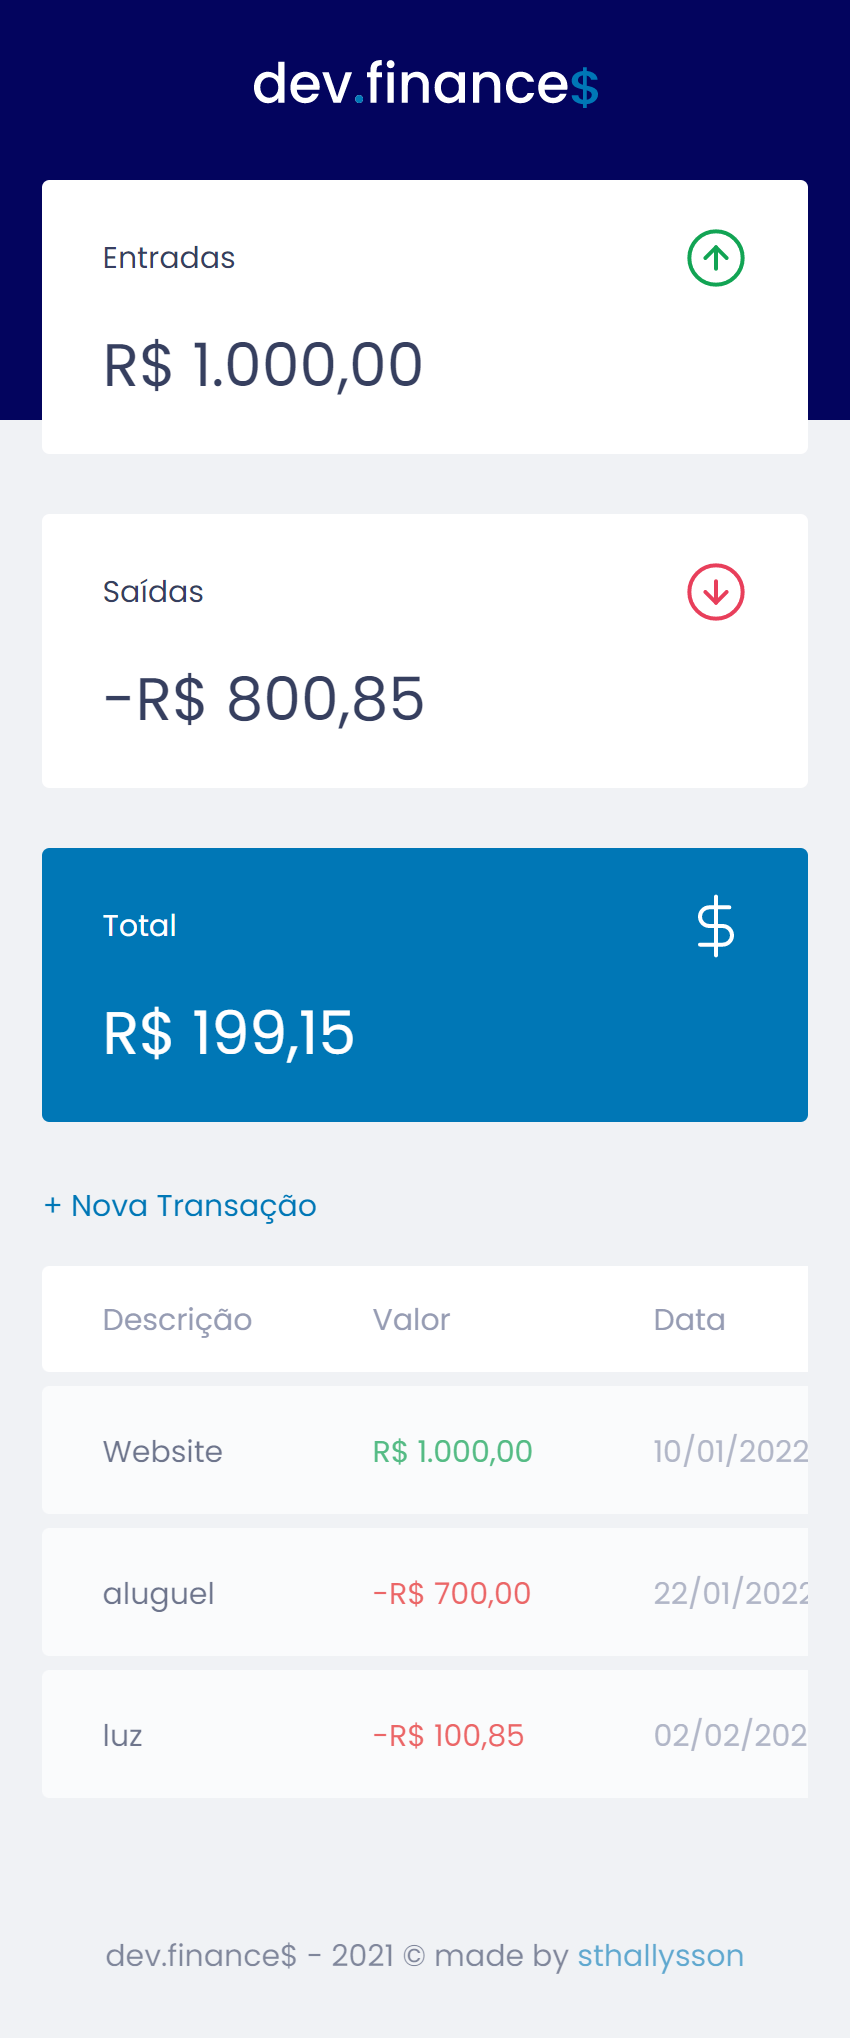 dev.finance$
Entradas
R$ 1.000,00
Saídas
-R$ 800,85
Total
$
R$ 199,15
+ Nova Transação
Descrição Valor Data
Website R$ 1.000,00 10/01/2022
aluguel -R$ 700,00 22/01/2022
luz -R$ 100,85 02/02/202
dev.finance$ - 2021 © made by sthallysson